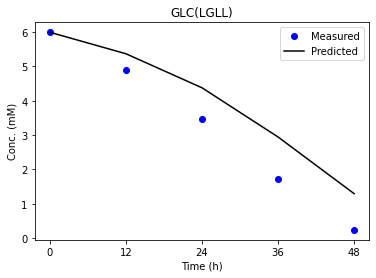 GLC(LGLL)
Measured
Predicted
Conc. (mM)
6
5
4
3
2
1
0
0 12 24 36 48
Time (h)